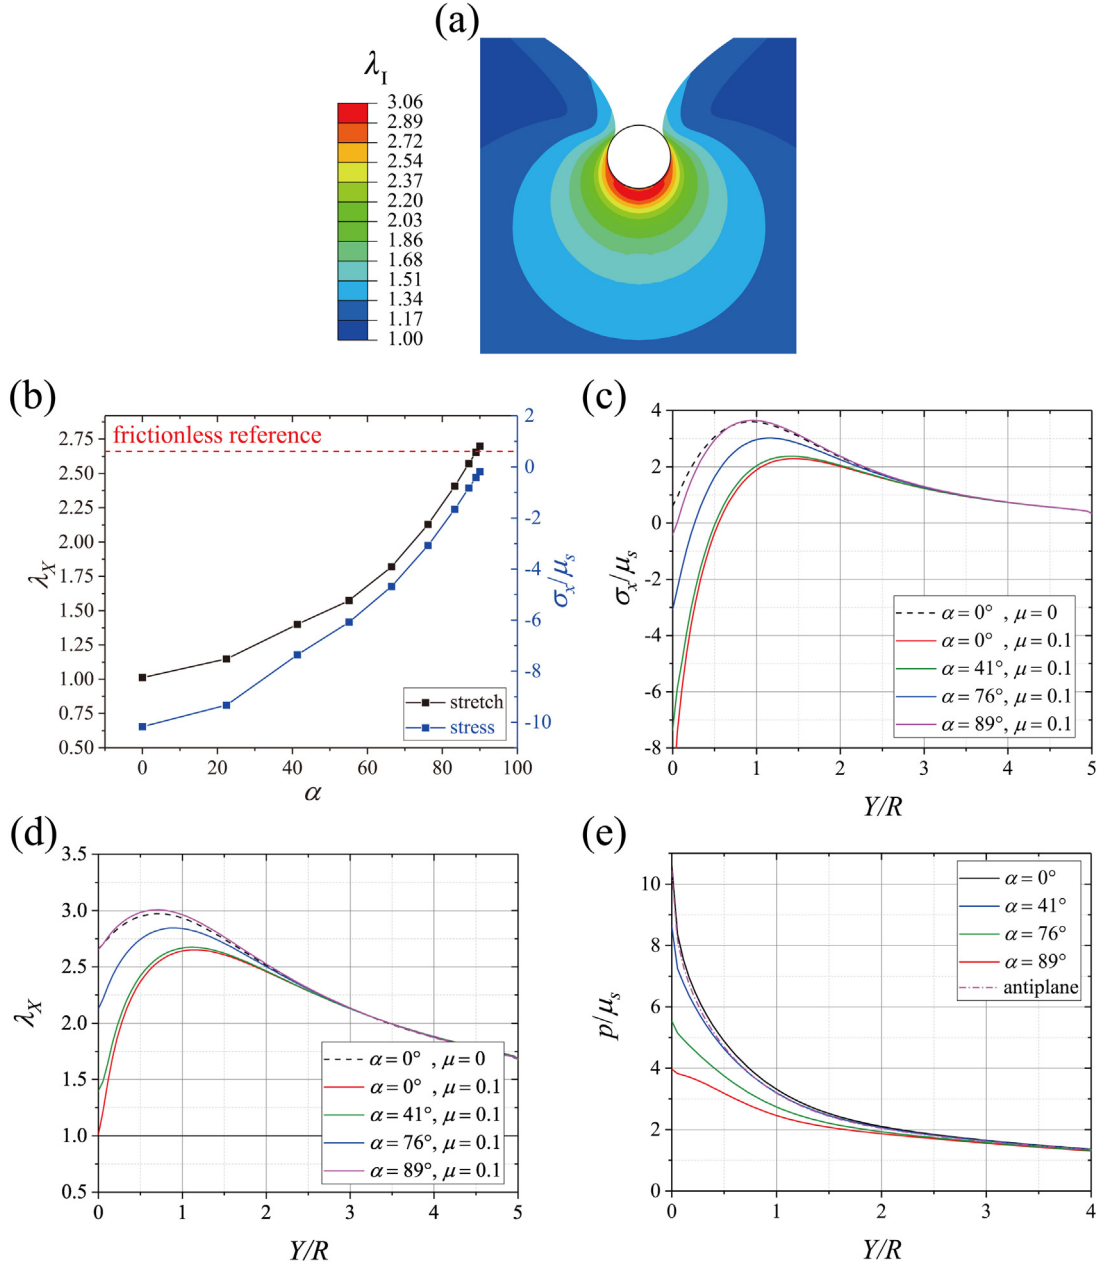 (a)
λI
3.06
2.89
2.72
2.54
2.37
2.20
2.03
1.86
1.68
1.51
1.34
1.17
1.00
(b)
frictionless reference
2.75
2.50
2.25
2.00
1.75
1.50
1.25
1.00
0.75
0.50
λX
2
0
-2
-4
-6
-8
-10
σx/μs
stretch
stress
0 20 40 60 80 100
α
(c)
4
2
0
-2
-4
-6
-8
σx/μs
α = 0° , μ = 0
α = 0° , μ = 0.1
α = 41°, μ = 0.1
α = 76°, μ = 0.1
α = 89°, μ = 0.1
0 1 2 3 4 5
Y/R
(d)
3.5
3.0
2.5
2.0
1.5
1.0
0.5
λX
α = 0° , μ = 0
α = 0° , μ = 0.1
α = 41°, μ = 0.1
α = 76°, μ = 0.1
α = 89°, μ = 0.1
0 1 2 3 4 5
Y/R
(e)
10
8
6
4
2
0
p/μs
α = 0°
α = 41°
α = 76°
α = 89°
antiplane
0 1 2 3 4
Y/R